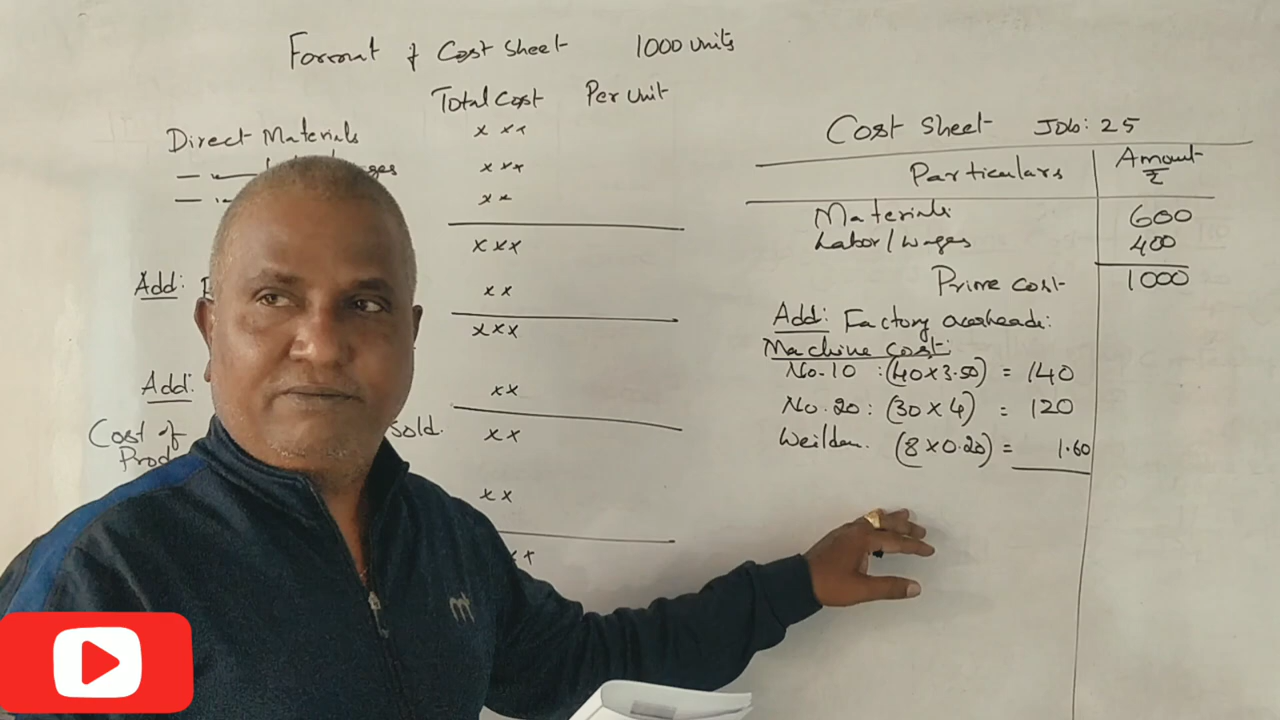 Format of Cost Sheet 1000 units
Total Cost Per Unit
Direct Materials x xx
xxx
xx
xxx
Add: xx
xxx
Add: xx
Cost of sold. xx
xx
xx
Cost Sheet Job: 25
Particulars Amount ₹
Materials 600
Labor/wages 400
Prime cost 1000
Add: Factory overheads:
Machine cost:
No. 10 : (40x3.50) = 140
No. 20: (30 x 4) = 120
(8 x 0.20) = 1.60